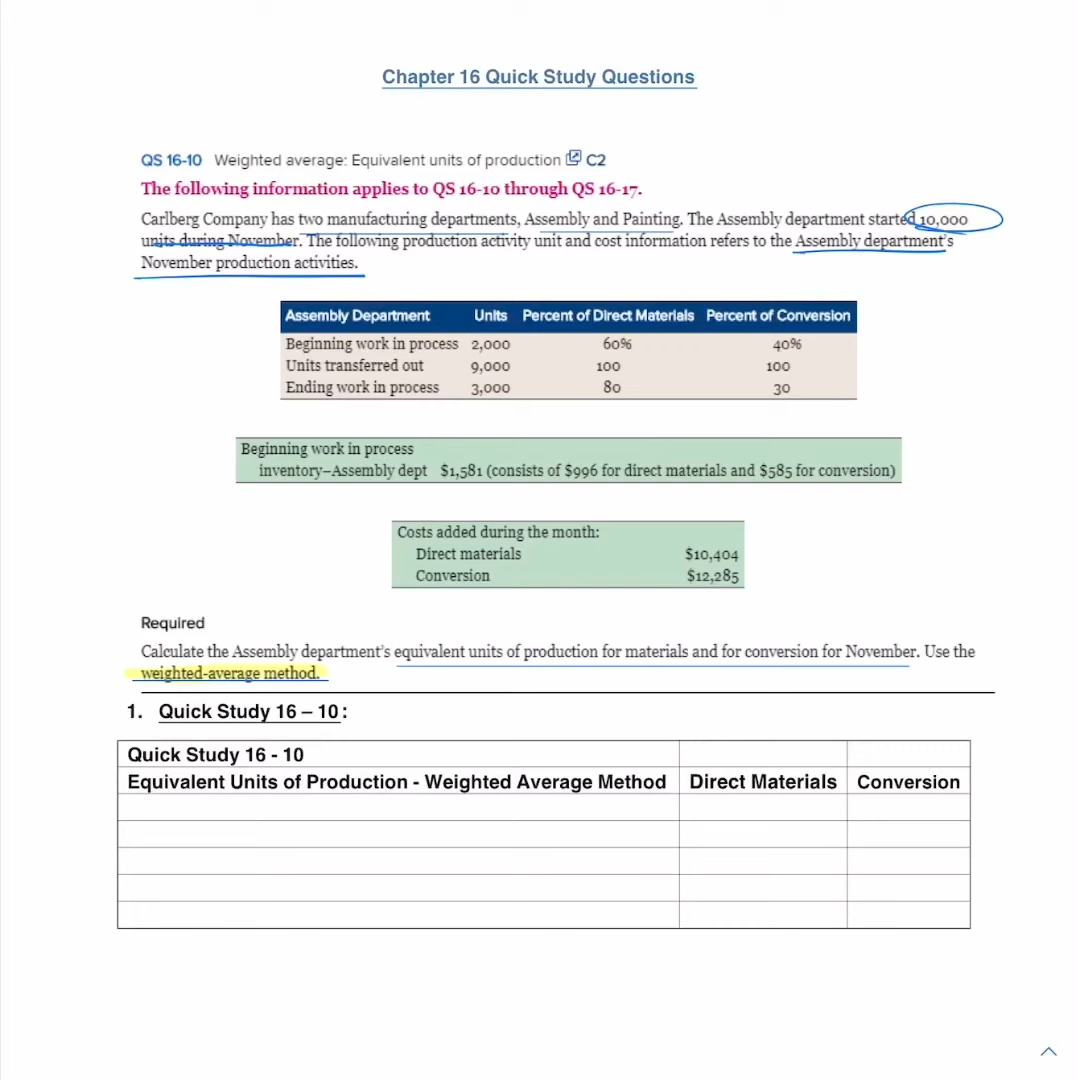 Chapter 16 Quick Study Questions
QS 16-10 Weighted average: Equivalent units of production C2
The following information applies to QS 16-10 through QS 16-17.
Carlberg Company has two manufacturing departments, Assembly and Painting. The Assembly department started 10,000
units during November. The following production activity unit and cost information refers to the Assembly department's
November production activities.
Assembly Department Units Percent of Direct Materials Percent of Conversion
Beginning work in process 2,000 60% 40%
Units transferred out 9,000 100 100
Ending work in process 3,000 80 30
Beginning work in process
inventory–Assembly dept $1,581 (consists of $996 for direct materials and $585 for conversion)
Costs added during the month:
Direct materials $10,404
Conversion $12,285
Required
Calculate the Assembly department's equivalent units of production for materials and for conversion for November. Use the
weighted-average method.
1. Quick Study 16 – 10:
Quick Study 16 - 10
Equivalent Units of Production - Weighted Average Method Direct Materials Conversion